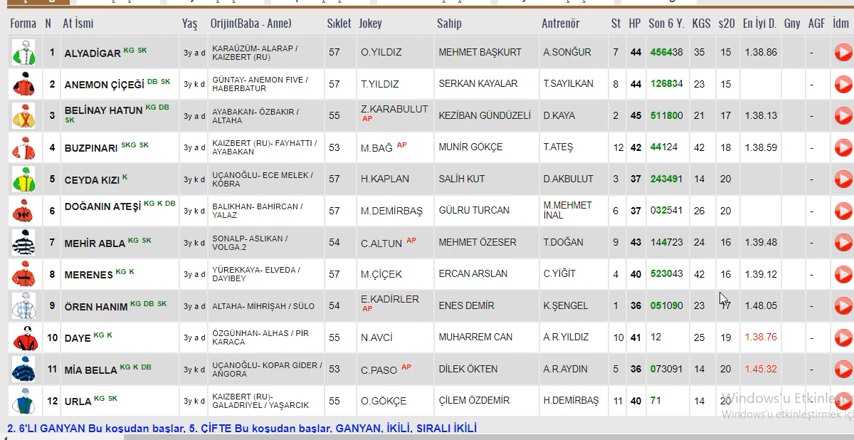 Forma N At İsmi Yaş Orijin(Baba - Anne) Sıklet Jokey Sahip Antrenör St HP Son 6 Y. KGS s20 En İyi D. Gny AGF İdm
1 ALYADİGAR KG SK 3y a d KARAÜZÜM- ALARAP / KAIZBERT (RU) 57 O.YILDIZ MEHMET BAŞKURT A.SONĞUR 7 44 456438 35 15 1.38.86 -
2 ANEMON ÇİÇEĞİ DB SK 3y k d GÜNTAY- ANEMON FIVE / HABERBATUR 57 T.YILDIZ SERKAN KAYALAR T.SAYILKAN 8 44 126834 23 15 -
3 BELİNAY HATUN KG DB SK 3y k d AYABAKAN- ÖZBAKIR / ALTAHA 55 Z.KARABULUT AP KEZİBAN GÜNDÜZELİ D.KAYA 2 45 511800 21 17 1.38.13 -
4 BUZPINARI SKG SK 3y a d KAIZBERT (RU)- FAYHATTI / AYABAKAN 53 M.BAĞ AP MUNİR GÖKÇE T.ATEŞ 12 42 44124 42 18 1.38.59 -
5 CEYDA KIZI K 3y k d UÇANOĞLU- ECE MELEK / KOBRA 57 H.KAPLAN SALİH KUT D.AKBULUT 3 37 243491 14 20 -
6 DOĞANIN ATEŞİ KG K DB 3y k d BALIKHAN- BAHİRCAN / YALAZ 57 M.DEMİRBAŞ GÜLRU TURCAN M.MEHMET İNAL 6 37 032541 26 20 -
7 MEHİR ABLA KG SK 3y a d SONALP- ASLIKAN / VOLGA.2 54 C.ALTUN AP MEHMET ÖZESER T.DOĞAN 9 43 144723 24 16 1.39.48 -
8 MERENES KG K 3y a d YÜREKKAYA- ELVEDA / DAYIBEY 57 M.ÇİÇEK ERCAN ARSLAN C.YİĞİT 4 40 523043 42 16 1.39.12 -
9 ÖREN HANIM KG DB SK 3y a d ALTAHA- MİHRİŞAH / SÜLO 54 E.KADİRLER AP ENES DEMİR K.ŞENGEL 1 36 051090 23 17 1.48.05 -
10 DAYE KG K 3y a d ÖZGÜNHAN- ALHAS / PİR KARACA 55 N.AVCİ MUHARREM CAN A.R.YILDIZ 10 41 12 25 19 1.38.76 -
11 MİA BELLA KG K DB 3y k d UÇANOĞLU- KOPAR GİDER / ANGORA 53 C.PASO AP DİLEK ÖKTEN A.R.AYDIN 5 36 073091 14 20 1.45.32 -
12 URLA KG SK 3y k d KAIZBERT (RU)- GALADRIYEL / YAŞARCIK 55 O.GÖKÇE ÇİLEM ÖZDEMİR H.DEMİRBAŞ 11 40 71 14 20 -
Windows'u Etkinleştir
Windows'u etkinleştirmek iç
2. 6'LI GANYAN Bu koşudan başlar, 5. ÇİFTE Bu koşudan başlar, GANYAN, İKİLİ, SIRALI İKİLİ